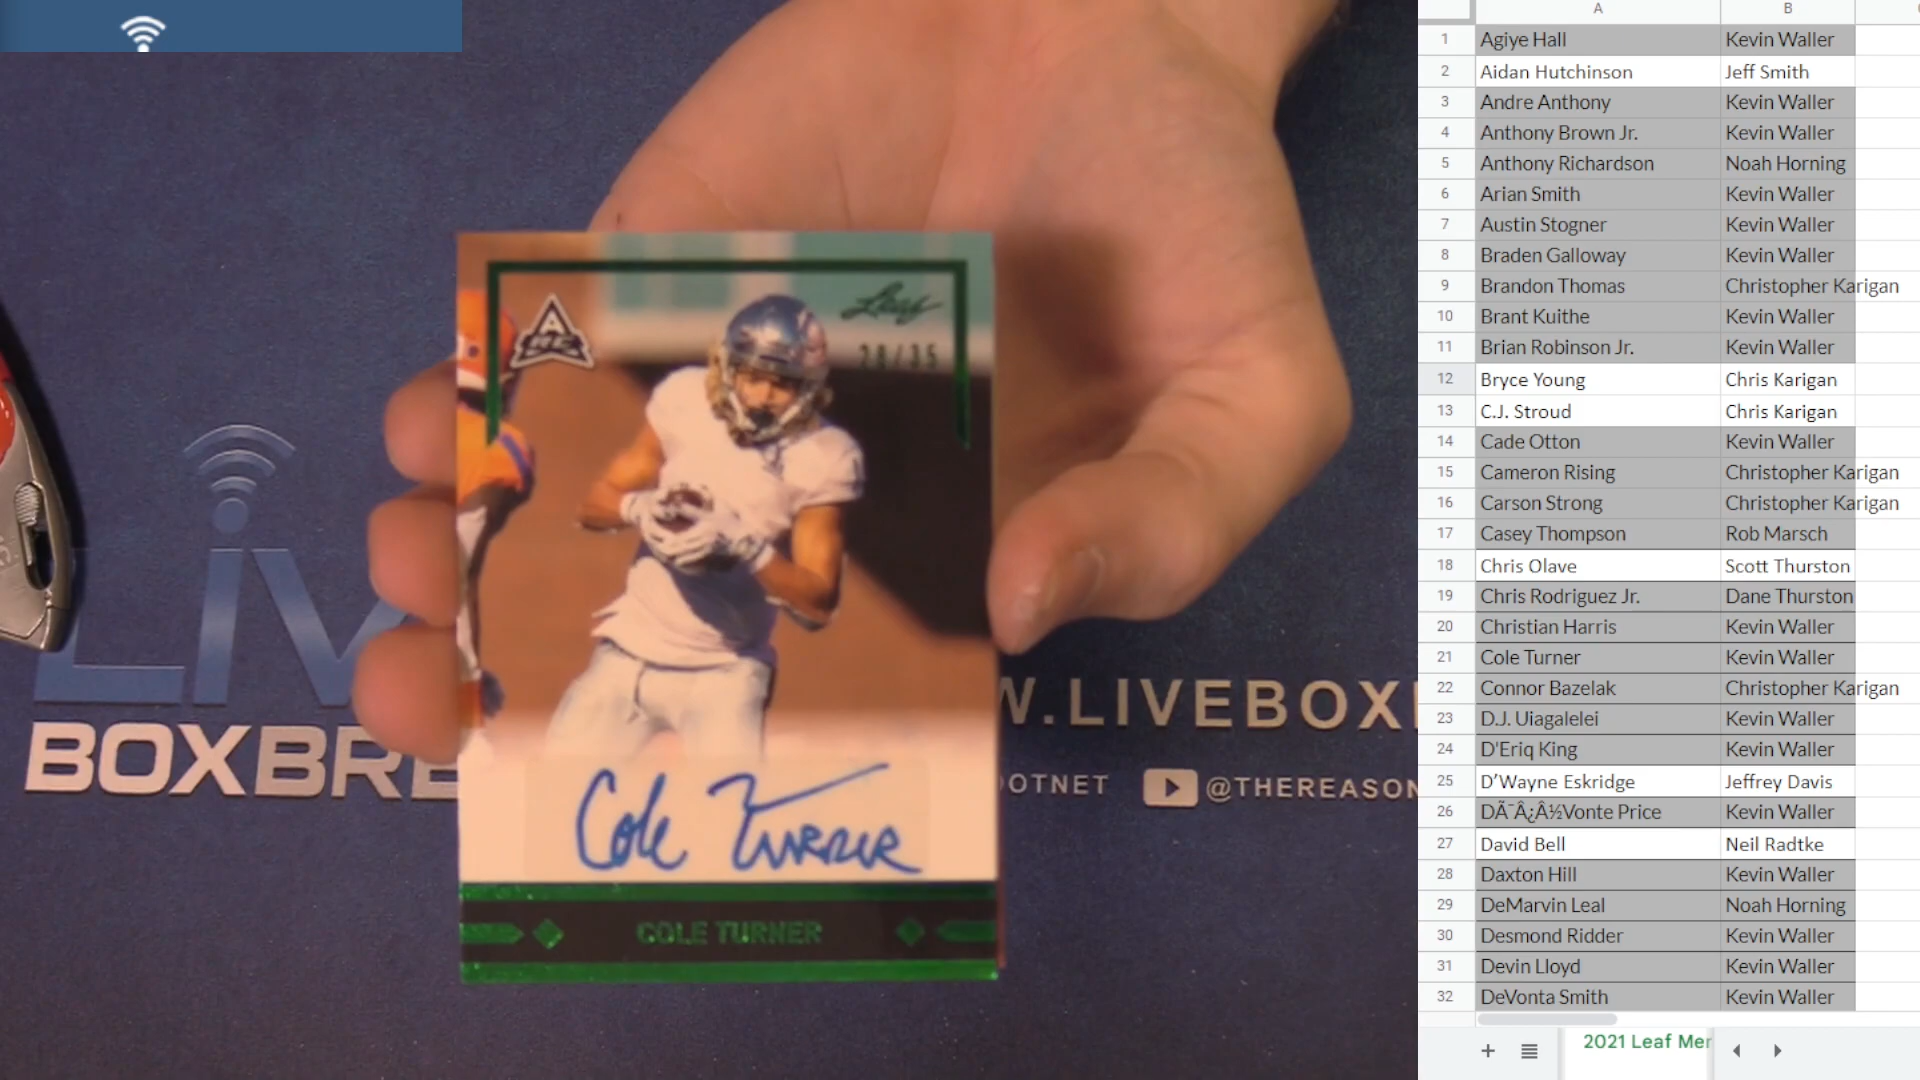 Leaf
AMC
28/35
LIV
BOXBRE
W.LIVEBOX
OTNET
@THEREASON
Cole Turner
COLE TURNER
A B
1 Agiye Hall Kevin Waller
2 Aidan Hutchinson Jeff Smith
3 Andre Anthony Kevin Waller
4 Anthony Brown Jr. Kevin Waller
5 Anthony Richardson Noah Horning
6 Arian Smith Kevin Waller
7 Austin Stogner Kevin Waller
8 Braden Galloway Kevin Waller
9 Brandon Thomas Christopher Karigan
10 Brant Kuithe Kevin Waller
11 Brian Robinson Jr. Kevin Waller
12 Bryce Young Chris Karigan
13 C.J. Stroud Chris Karigan
14 Cade Otton Kevin Waller
15 Cameron Rising Christopher Karigan
16 Carson Strong Christopher Karigan
17 Casey Thompson Rob Marsch
18 Chris Olave Scott Thurston
19 Chris Rodriguez Jr. Dane Thurston
20 Christian Harris Kevin Waller
21 Cole Turner Kevin Waller
22 Connor Bazelak Christopher Karigan
23 D.J. Uiagalelei Kevin Waller
24 D'Eriq King Kevin Waller
25 D’Wayne Eskridge Jeffrey Davis
26 DÃ¯Â¿Â½Vonte Price Kevin Waller
27 David Bell Neil Radtke
28 Daxton Hill Kevin Waller
29 DeMarvin Leal Noah Horning
30 Desmond Ridder Kevin Waller
31 Devin Lloyd Kevin Waller
32 DeVonta Smith Kevin Waller
2021 Leaf Mer